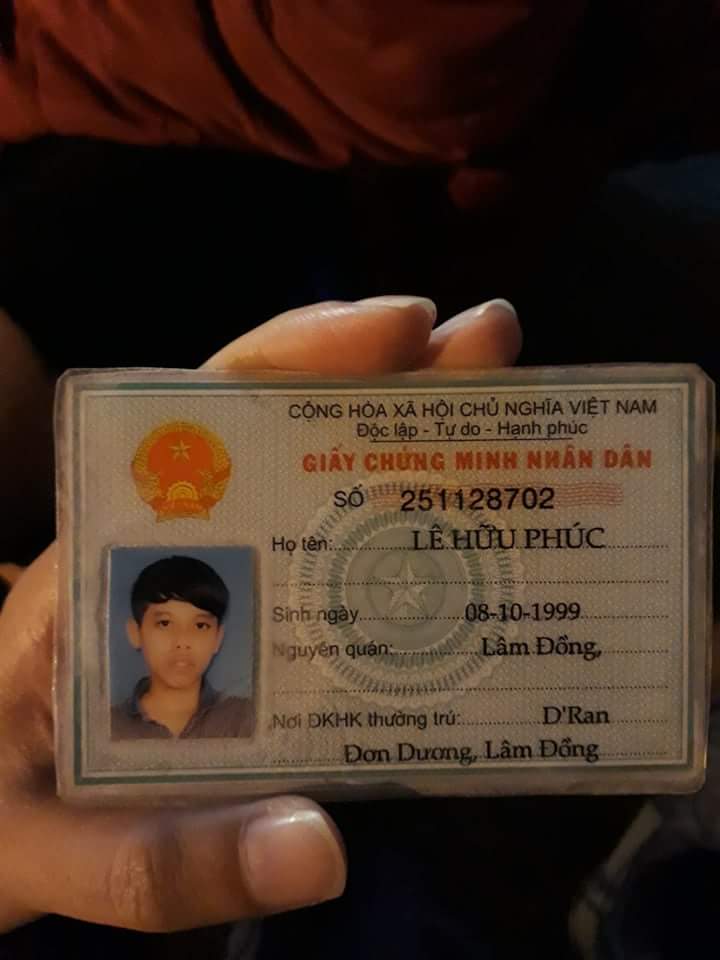 CỘNG HÒA XÃ HỘI CHỦ NGHĨA VIỆT NAM
Độc lập - Tự do - Hạnh phúc
GIẤY CHỨNG MINH NHÂN DÂN
SỐ 251128702
Họ tên: LÊ HỮU PHÚC
Sinh ngày 08-10-1999
Nguyên quán: Lâm Đồng,
Nơi ĐKHK thường trú: D'Ran
Đơn Dương, Lâm Đồng